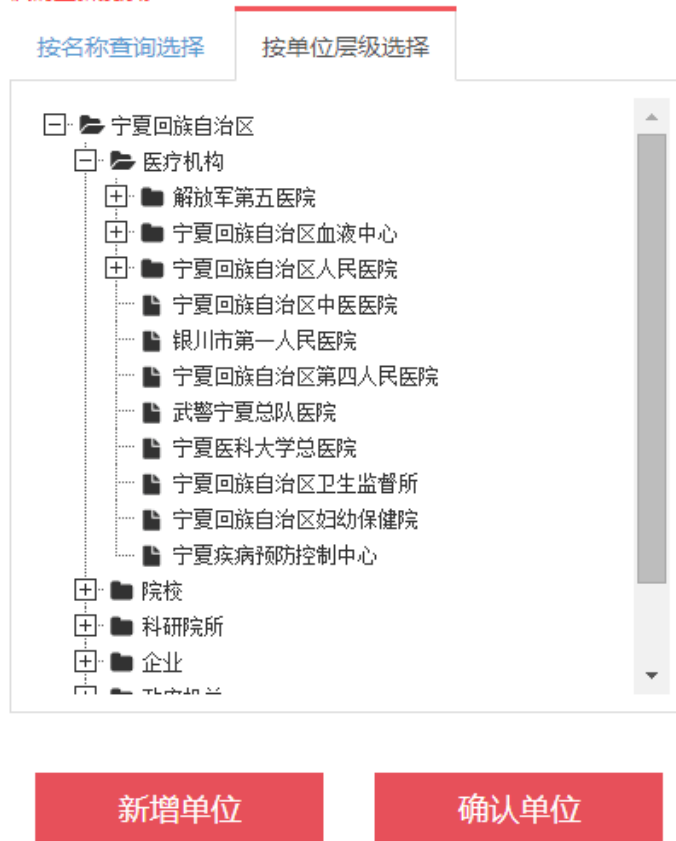 按名称查询选择
按单位层级选择
宁夏回族自治区
医疗机构
解放军第五医院
宁夏回族自治区血液中心
宁夏回族自治区人民医院
宁夏回族自治区中医医院
银川市第一人民医院
宁夏回族自治区第四人民医院
武警宁夏总队医院
宁夏医科大学总医院
宁夏回族自治区卫生监督所
宁夏回族自治区妇幼保健院
宁夏疾病预防控制中心
院校
科研院所
企业
新增单位
确认单位